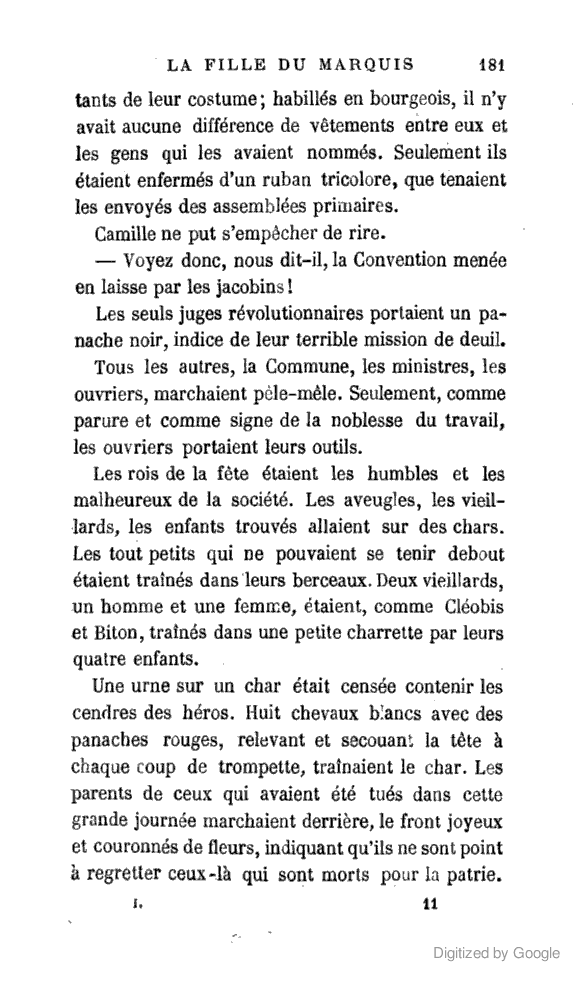 LA FILLE DU MARQUIS 181
tants de leur costume; habillés en bourgeois, il n'y
avait aucune différence de vêtements entre eux et
les gens qui les avaient nommés. Seulement ils
étaient enfermés d'un ruban tricolore, que tenaient
les envoyés des assemblées primaires.
Camille ne put s'empêcher de rire.
— Voyez donc, nous dit-il, la Convention menée
en laisse par les jacobins!
Les seuls juges révolutionnaires portaient un pa-
nache noir, indice de leur terrible mission de deuil.
Tous les autres, la Commune, les ministres, les
ouvriers, marchaient pêle-mêle. Seulement, comme
parure et comme signe de la noblesse du travail,
les ouvriers portaient leurs outils.
Les rois de la fête étaient les humbles et les
malheureux de la société. Les aveugles, les vieil-
lards, les enfants trouvés allaient sur des chars.
Les tout petits qui ne pouvaient se tenir debout
étaient traînés dans leurs berceaux. Deux vieillards,
un homme et une femme, étaient, comme Cléobis
et Biton, traînés dans une petite charrette par leurs
quatre enfants.
Une urne sur un char était censée contenir les
cendres des héros. Huit chevaux blancs avec des
panaches rouges, relevant et secouant la tête à
chaque coup de trompette, traînaient le char. Les
parents de ceux qui avaient été tués dans cette
grande journée marchaient derrière, le front joyeux
et couronnés de fleurs, indiquant qu'ils ne sont point
à regretter ceux-là qui sont morts pour la patrie.
I. 11
Digitized by Google